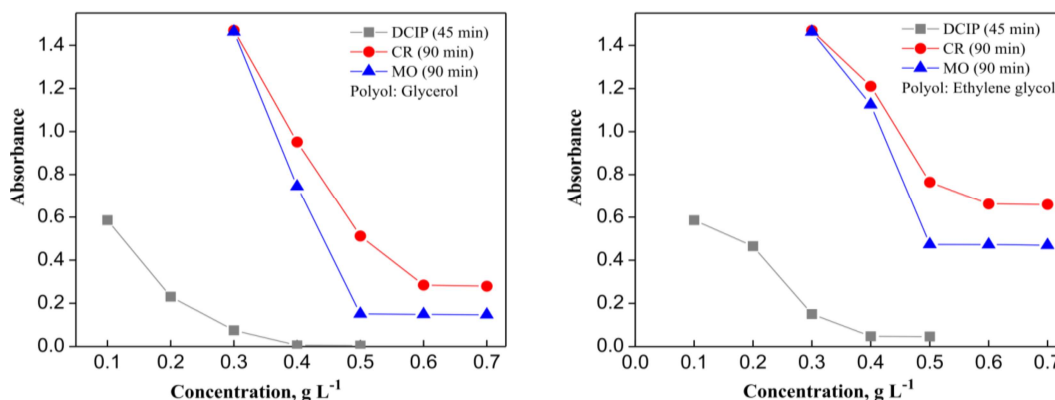 DCIP (45 min)
CR (90 min)
MO (90 min)
Polyol: Glycerol
Absorbance
1.4
1.2
1.0
0.8
0.6
0.4
0.2
0.0
0.1 0.2 0.3 0.4 0.5 0.6 0.7
Concentration, g L⁻¹
DCIP (45 min)
CR (90 min)
MO (90 min)
Polyol: Ethylene glycol
Absorbance
1.4
1.2
1.0
0.8
0.6
0.4
0.2
0.0
0.0 0.1 0.2 0.3 0.4 0.5 0.6 0.7
Concentration, g L⁻¹